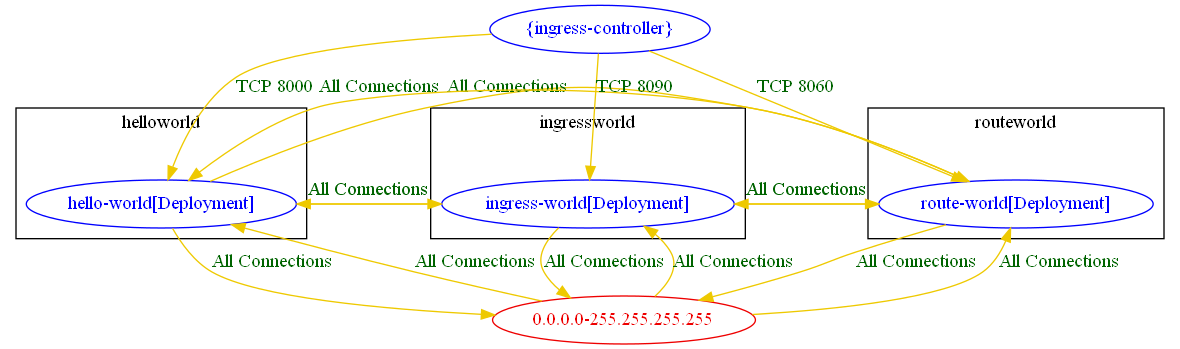 {ingress-controller}
TCP 8000
All Connections
All Connections
TCP 8090
TCP 8060
helloworld
ingressworld
routeworld
hello-world[Deployment]
All Connections
ingress-world[Deployment]
All Connections
route-world[Deployment]
All Connections
All Connections
All Connections
All Connections
All Connections
All Connections
0.0.0.0-255.255.255.255